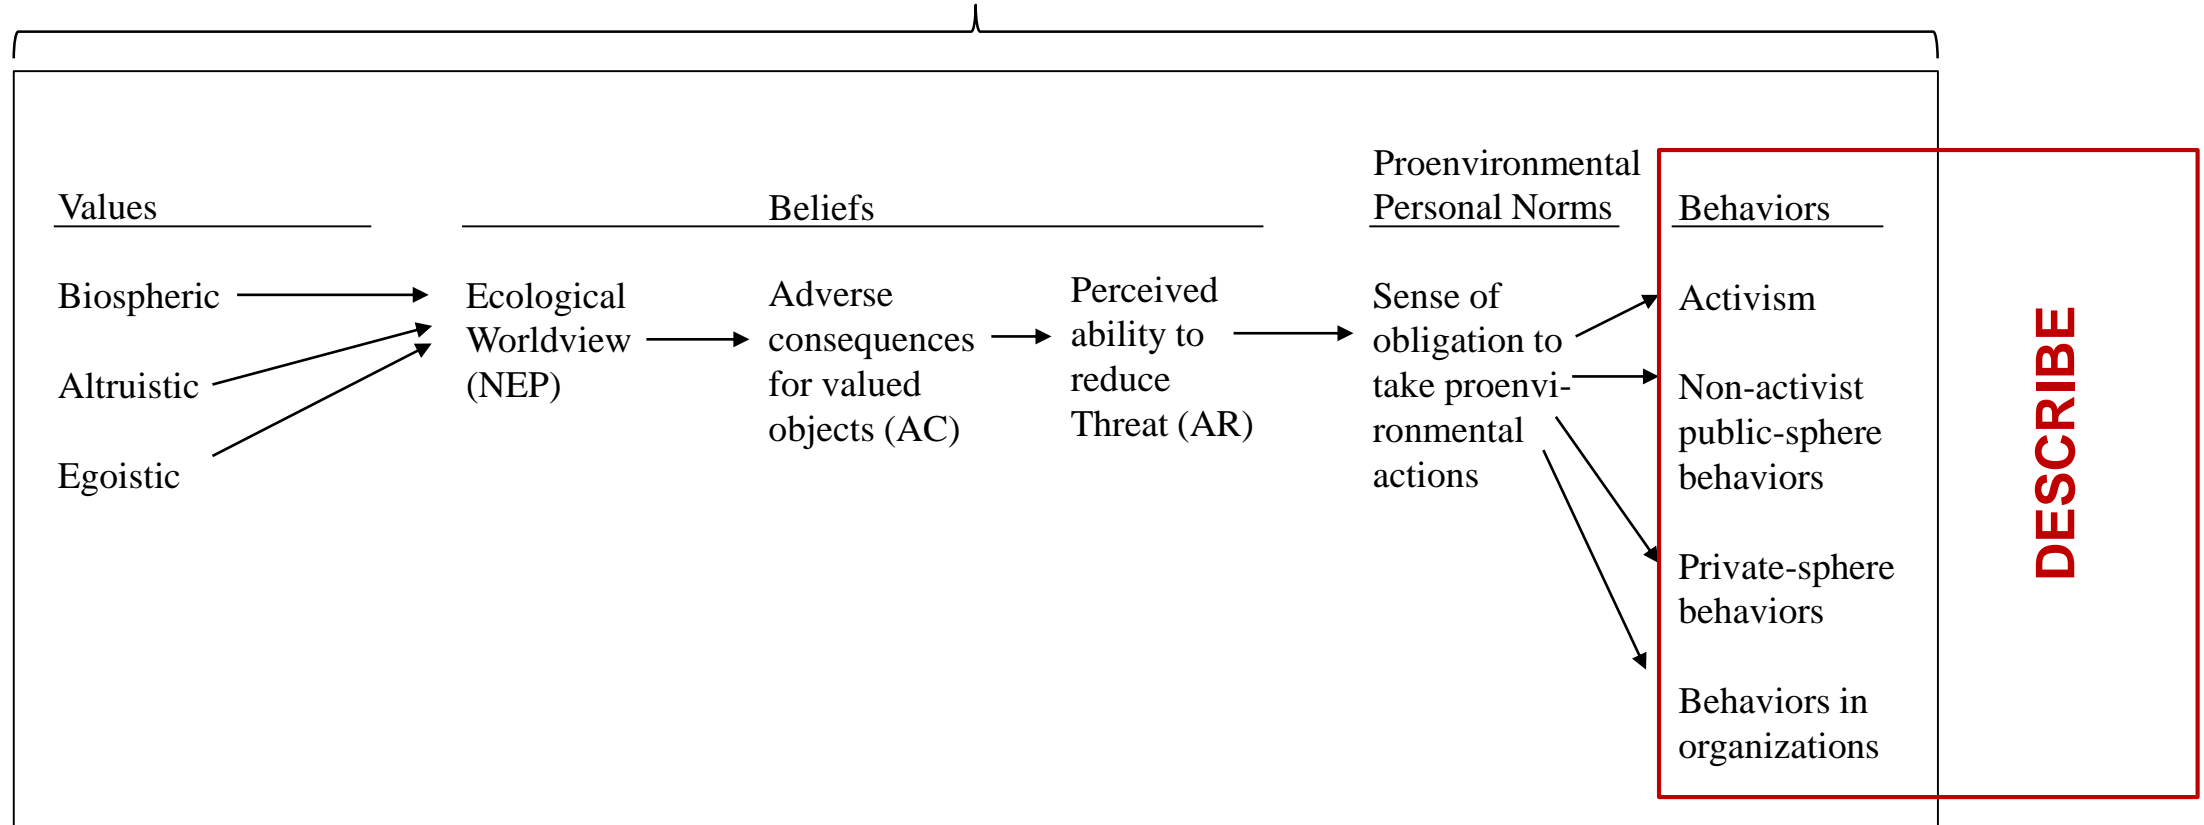 Values
Beliefs
Proenvironmental
Personal Norms
Behaviors
Biospheric
Altruistic
Egoistic
Ecological
Worldview
(NEP)
Adverse
consequences
for valued
objects (AC)
Perceived
ability to
reduce
Threat (AR)
Sense of
obligation to
take proenvi-
ronmental
actions
Activism
Non-activist
public-sphere
behaviors
Private-sphere
behaviors
Behaviors in
organizations
DESCRIBE